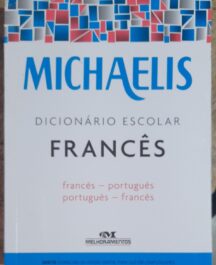 MICHAELIS
DICIONÁRIO ESCOLAR
FRANCÊS
francês – português
português – francês
MELHORAMENTOS